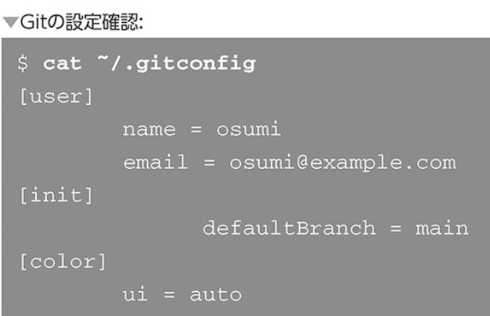 ▼Gitの設定確認:
$ cat ~/.gitconfig
[user]
        name = osumi
        email = osumi@example.com
[init]
                defaultBranch = main
[color]
        ui = auto